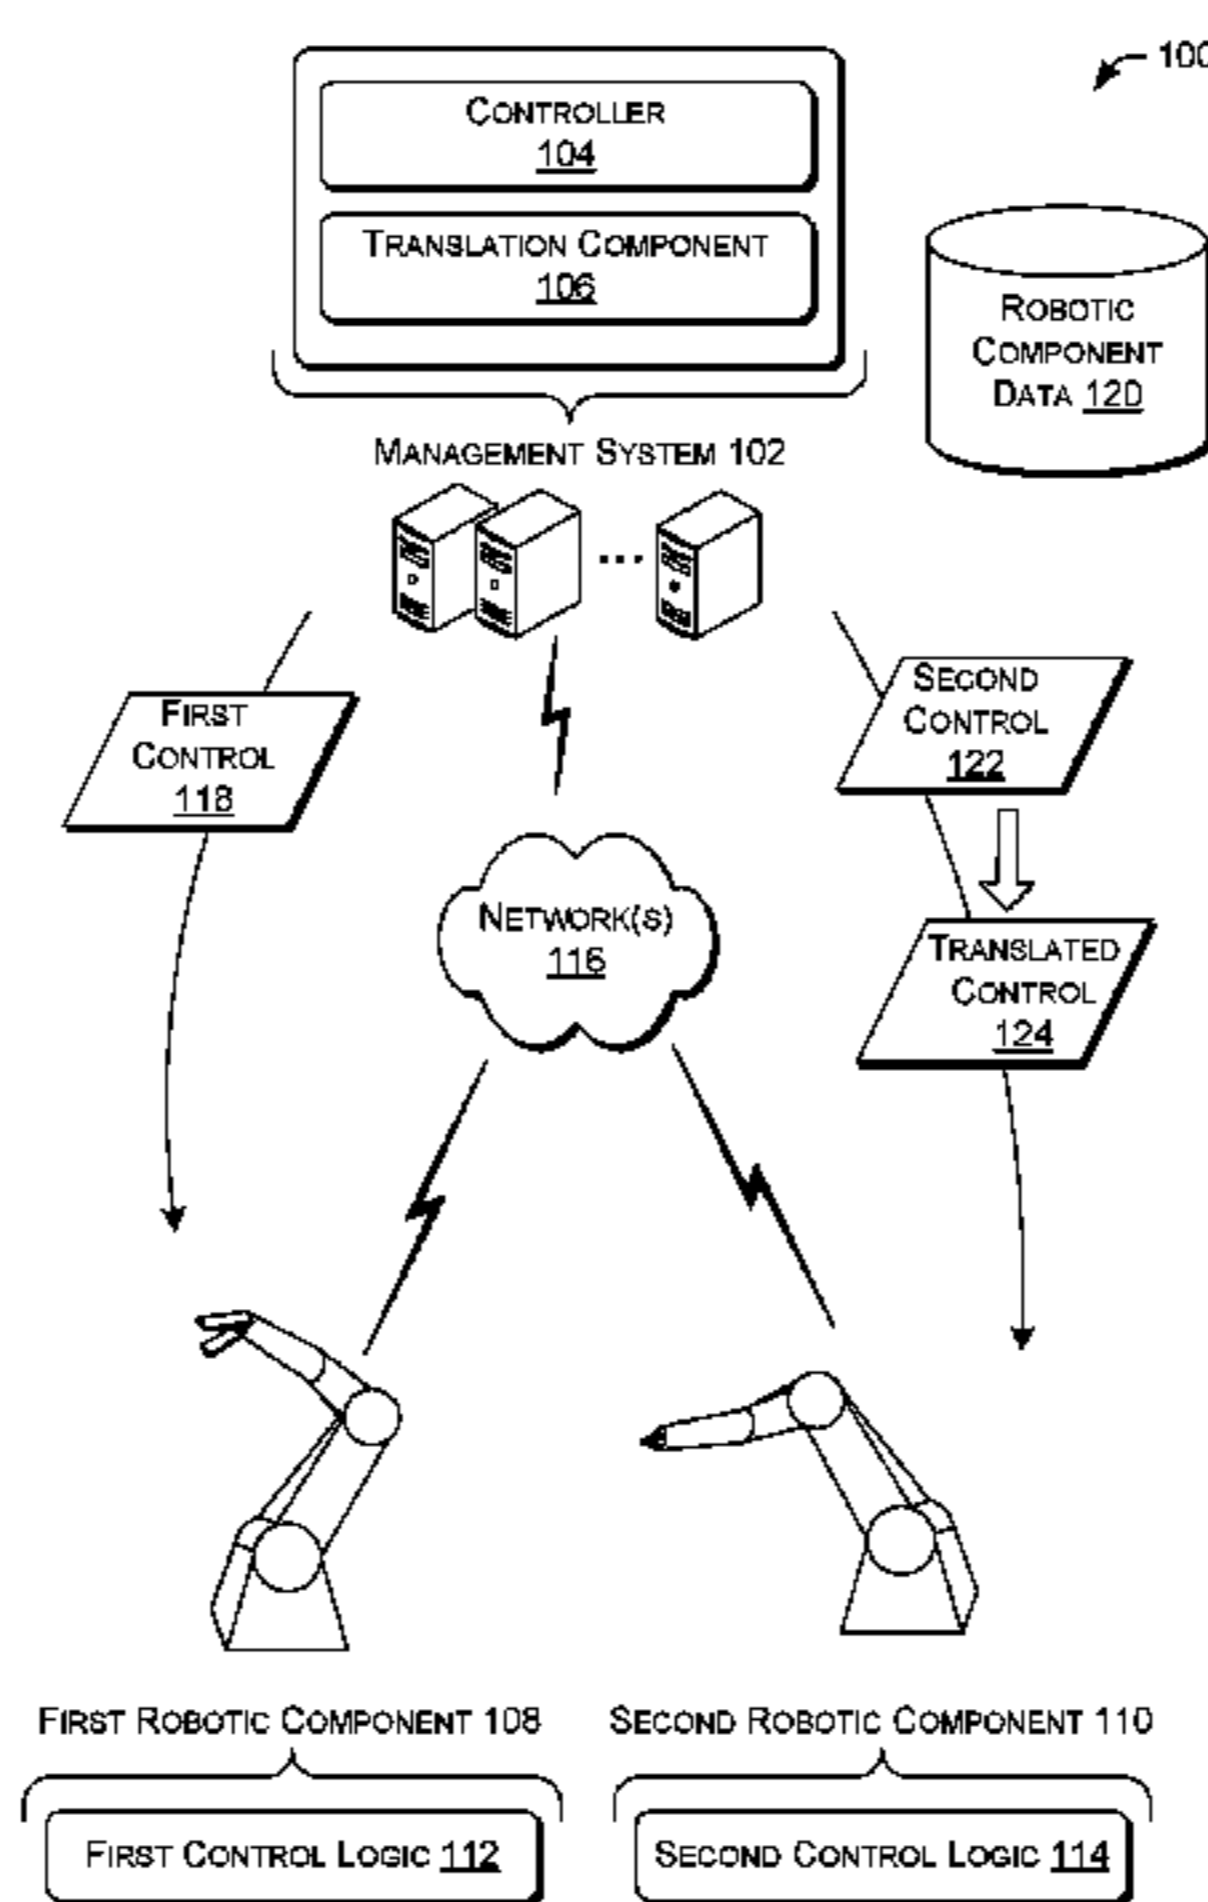 100
CONTROLLER
104
TRANSLATION COMPONENT
106
ROBOTIC
COMPONENT
DATA 120
MANAGEMENT SYSTEM 102
FIRST
CONTROL
118
SECOND
CONTROL
122
NETWORK(S)
116
TRANSLATED
CONTROL
124
FIRST ROBOTIC COMPONENT 108
SECOND ROBOTIC COMPONENT 110
FIRST CONTROL LOGIC 112
SECOND CONTROL LOGIC 114